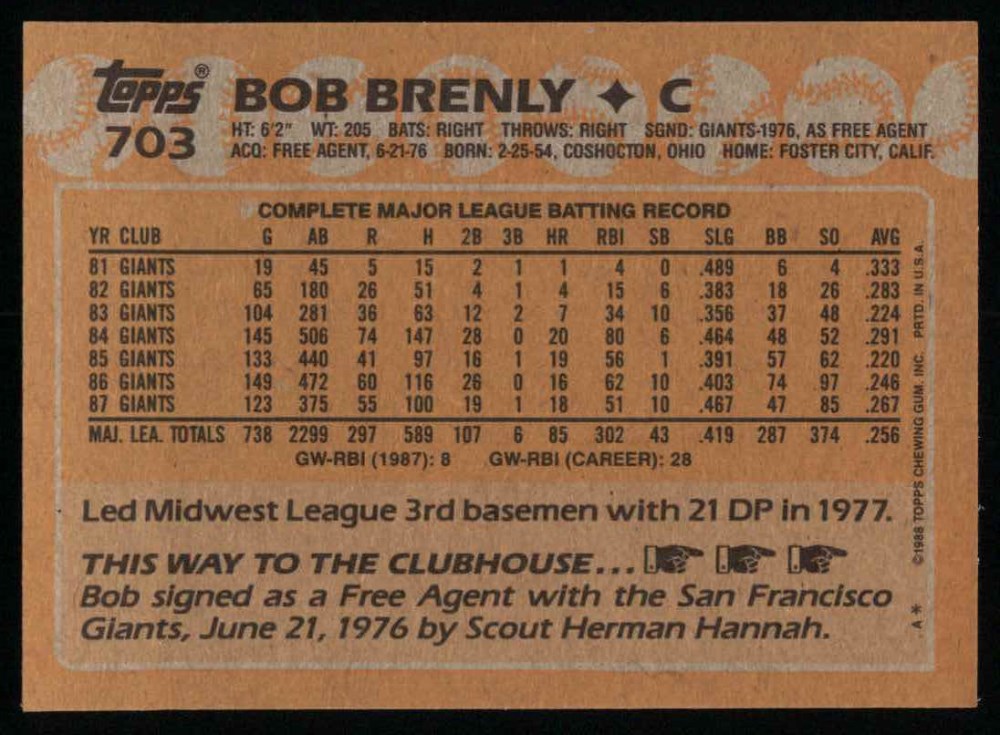 topps® BOB BRENLY ✦ C
703 HT: 6'2" WT: 205 BATS: RIGHT THROWS: RIGHT SGND: GIANTS-1976, AS FREE AGENT
ACQ: FREE AGENT, 6-21-76 BORN: 2-25-54, COSHOCTON, OHIO HOME: FOSTER CITY, CALIF.
COMPLETE MAJOR LEAGUE BATTING RECORD
YR CLUB G AB R H 2B 3B HR RBI SB SLG BB SO AVG
81 GIANTS 19 45 5 15 2 1 1 4 0 .489 6 4 .333
82 GIANTS 65 180 26 51 4 1 4 15 6 .383 18 26 .283
83 GIANTS 104 281 36 63 12 2 7 34 10 .356 37 48 .224
84 GIANTS 145 506 74 147 28 0 20 80 6 .464 48 52 .291
85 GIANTS 133 440 41 97 16 1 19 56 1 .391 57 62 .220
86 GIANTS 149 472 60 116 26 0 16 62 10 .403 74 97 .246
87 GIANTS 123 375 55 100 19 1 18 51 10 .467 47 85 .267
MAJ. LEA. TOTALS 738 2299 297 589 107 6 85 302 43 .419 287 374 .256
GW-RBI (1987): 8 GW-RBI (CAREER): 28
Led Midwest League 3rd basemen with 21 DP in 1977.
THIS WAY TO THE CLUBHOUSE...
Bob signed as a Free Agent with the San Francisco
Giants, June 21, 1976 by Scout Herman Hannah.
A* ©1988 TOPPS CHEWING GUM, INC. PRTD. IN U.S.A.